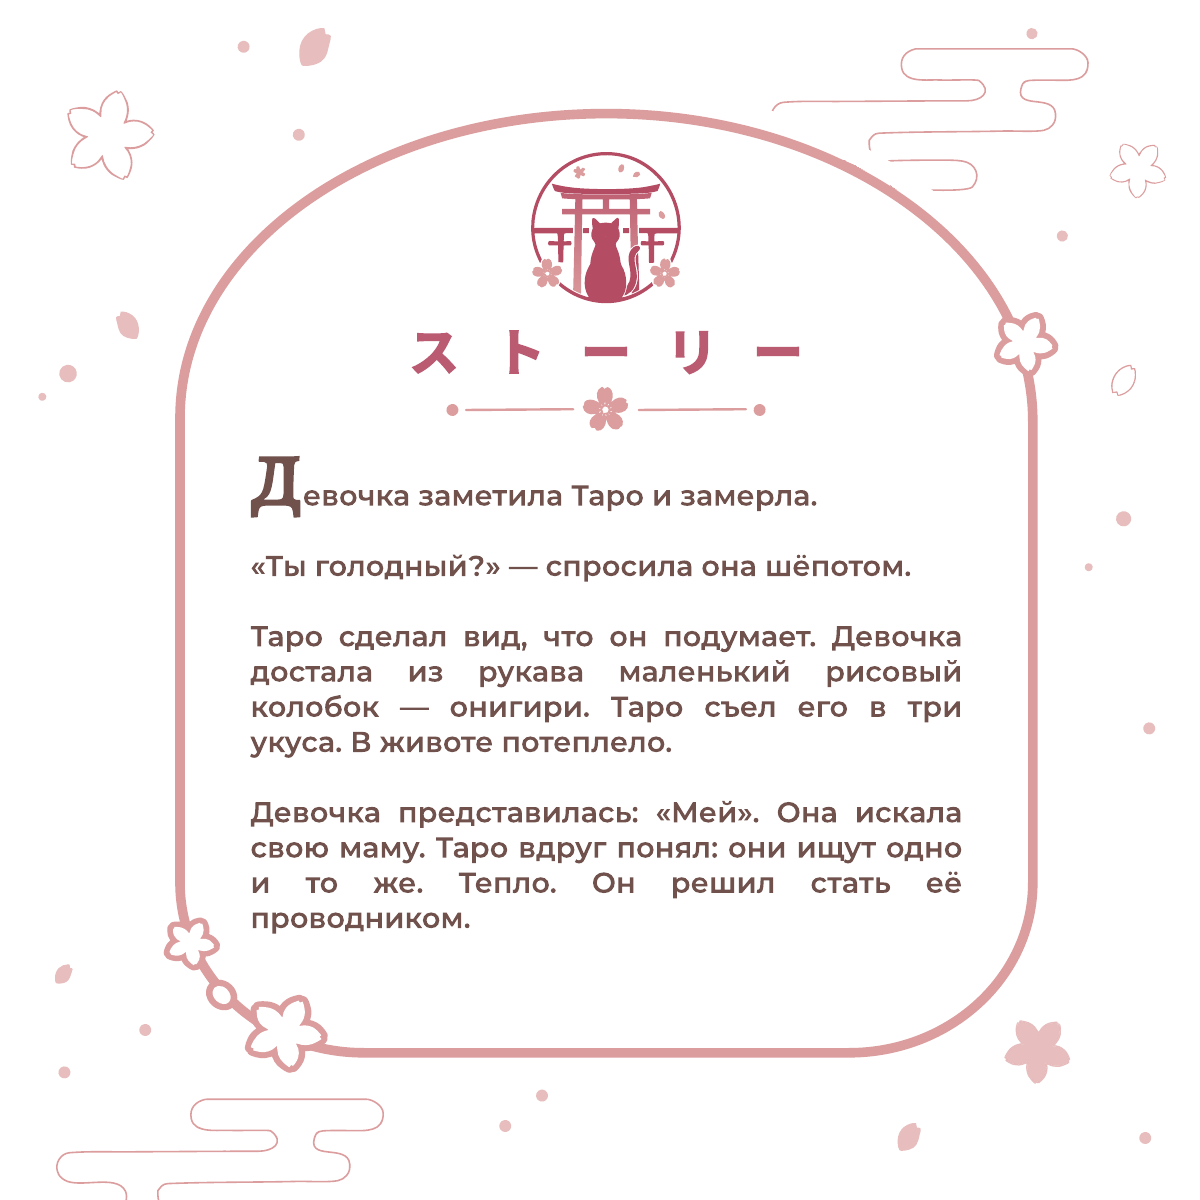 ストーリー
Девочка заметила Таро и замерла.
«Ты голодный?» — спросила она шёпотом.
Таро сделал вид, что он подумает. Девочка
достала из рукава маленький рисовый
колобок — онигири. Таро съел его в три
укуса. В животе потеплело.
Девочка представилась: «Мей». Она искала
свою маму. Таро вдруг понял: они ищут одно
и то же. Тепло. Он решил стать её
проводником.